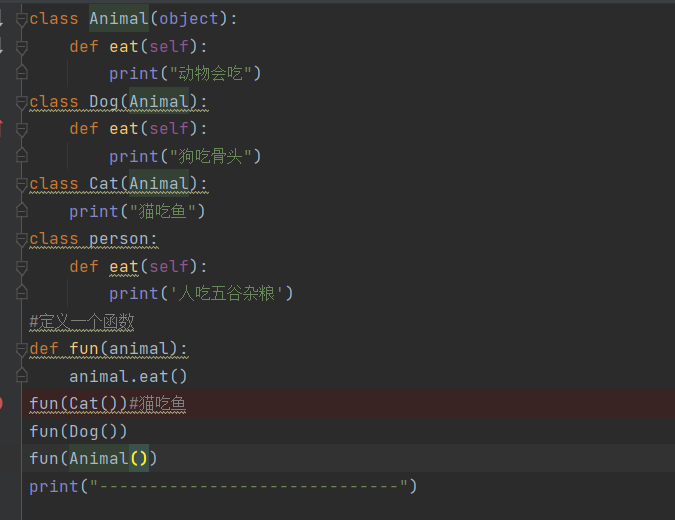 class Animal(object):
    def eat(self):
        print("动物会吃")
class Dog(Animal):
    def eat(self):
        print("狗吃骨头")
class Cat(Animal):
    print("猫吃鱼")
class person:
    def eat(self):
        print('人吃五谷杂粮')
#定义一个函数
def fun(animal):
    animal.eat()
fun(Cat())#猫吃鱼
fun(Dog())
fun(Animal())
print("------------------------------")